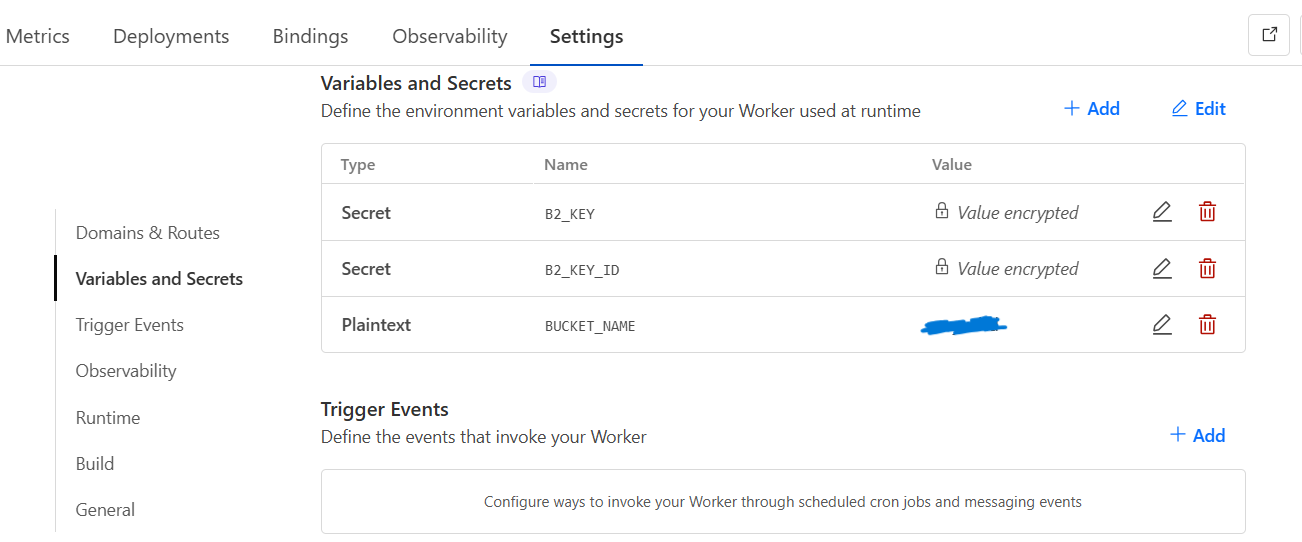 Metrics Deployments Bindings Observability Settings
Variables and Secrets
Define the environment variables and secrets for your Worker used at runtime
Add Edit
Type Name Value
Secret B2_KEY Value encrypted
Secret B2_KEY_ID Value encrypted
Plaintext BUCKET_NAME
Domains & Routes
Variables and Secrets
Trigger Events
Observability
Runtime
Build
General
Trigger Events
Define the events that invoke your Worker
Add
Configure ways to invoke your Worker through scheduled cron jobs and messaging events